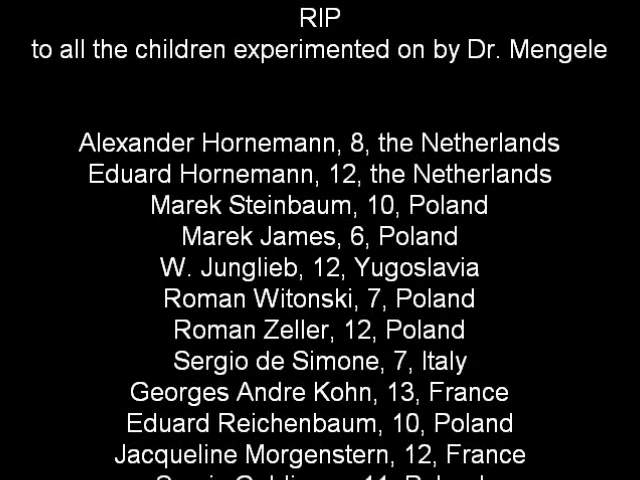 RIP
to all the children experimented on by Dr. Mengele
Alexander Hornemann, 8, the Netherlands
Eduard Hornemann, 12, the Netherlands
Marek Steinbaum, 10, Poland
Marek James, 6, Poland
W. Junglieb, 12, Yugoslavia
Roman Witonski, 7, Poland
Roman Zeller, 12, Poland
Sergio de Simone, 7, Italy
Georges Andre Kohn, 13, France
Eduard Reichenbaum, 10, Poland
Jacqueline Morgenstern, 12, France